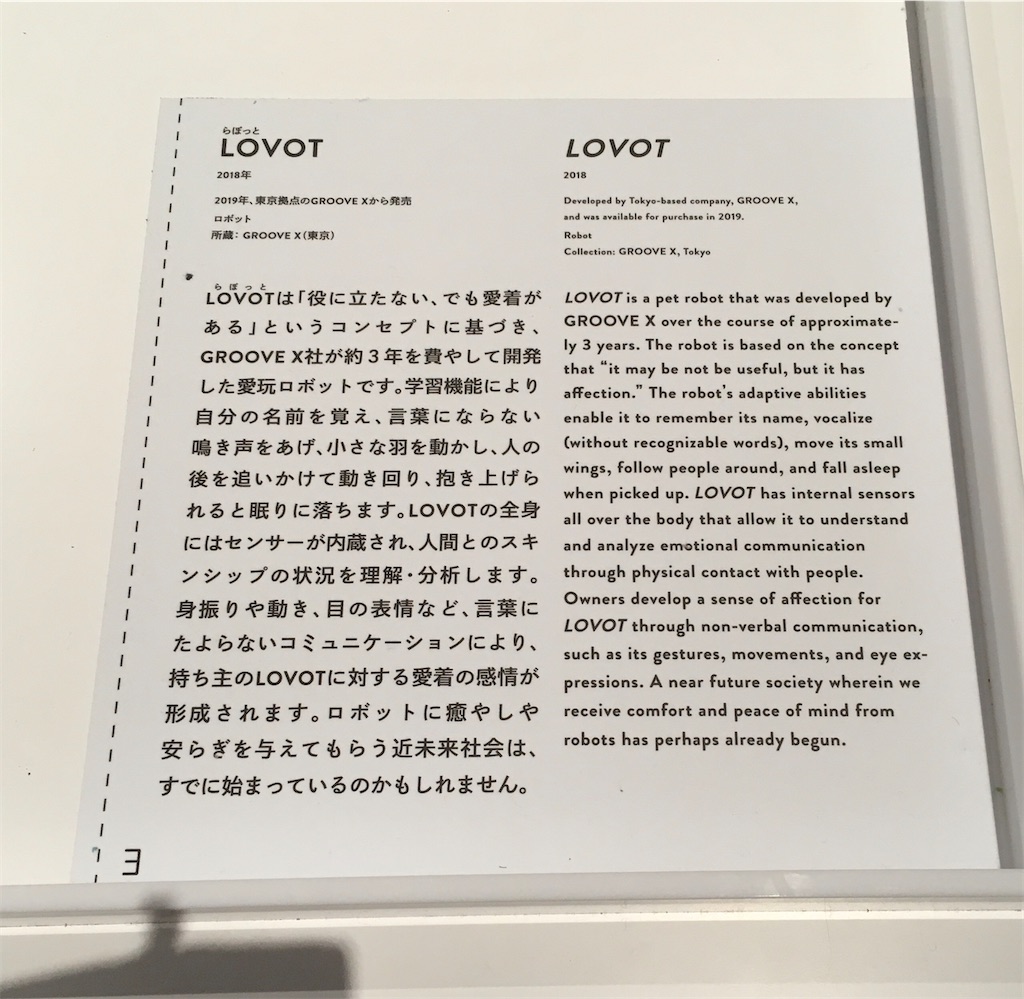 らぼっと
LOVOT
2018年
2019年、東京拠点のGROOVE Xから発売
ロボット
所蔵： GROOVE X（東京）
らぼっと
LOVOTは「役に立たない、でも愛着が
ある」というコンセプトに基づき、
GROOVE X社が約３年を費やして開発
した愛玩ロボットです。学習機能により
自分の名前を覚え、言葉にならない
鳴き声をあげ、小さな羽を動かし、人の
後を追いかけて動き回り、抱き上げら
れると眠りに落ちます。LOVOTの全身
にはセンサーが内蔵され、人間とのスキ
ンシップの状況を理解・分析します。
身振りや動き、目の表情など、言葉に
たよらないコミュニケーションにより、
持ち主のLOVOTに対する愛着の感情が
形成されます。ロボットに癒やしや
安らぎを与えてもらう近未来社会は、
すでに始まっているのかもしれません。
LOVOT
2018
Developed by Tokyo-based company, GROOVE X,
and was available for purchase in 2019.
Robot
Collection: GROOVE X, Tokyo
LOVOT is a pet robot that was developed by
GROOVE X over the course of approximate-
ly 3 years. The robot is based on the concept
that “it may be not be useful, but it has
affection.” The robot’s adaptive abilities
enable it to remember its name, vocalize
(without recognizable words), move its small
wings, follow people around, and fall asleep
when picked up. LOVOT has internal sensors
all over the body that allow it to understand
and analyze emotional communication
through physical contact with people.
Owners develop a sense of affection for
LOVOT through non-verbal communication,
such as its gestures, movements, and eye ex-
pressions. A near future society wherein we
receive comfort and peace of mind from
robots has perhaps already begun.
3